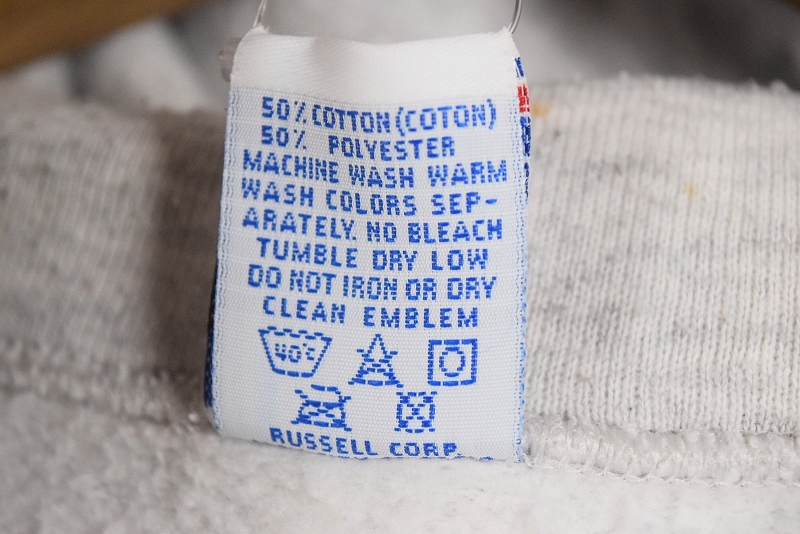 50% COTTON (COTON)
50% POLYESTER
MACHINE WASH WARM
WASH COLORS SEP-
ARATELY. NO BLEACH
TUMBLE DRY LOW
DO NOT IRON OR DRY
CLEAN EMBLEM
40°C
RUSSELL CORP.